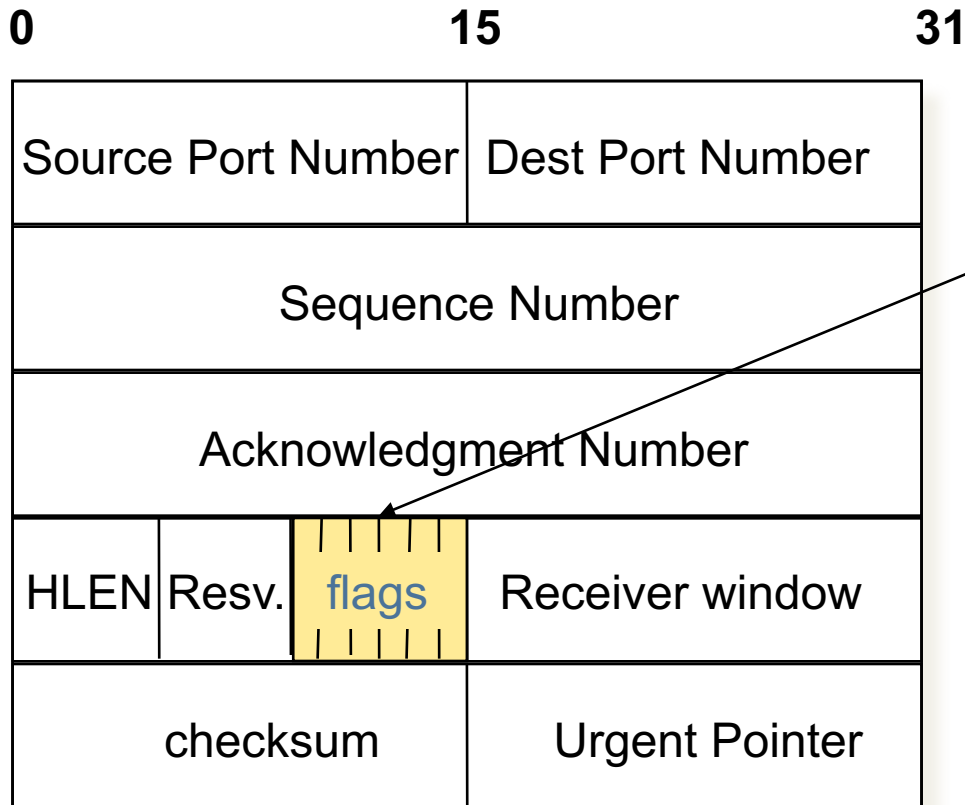 0 15 31
Source Port Number Dest Port Number
Sequence Number
Acknowledgment Number
HLEN Resv. flags Receiver window
checksum Urgent Pointer